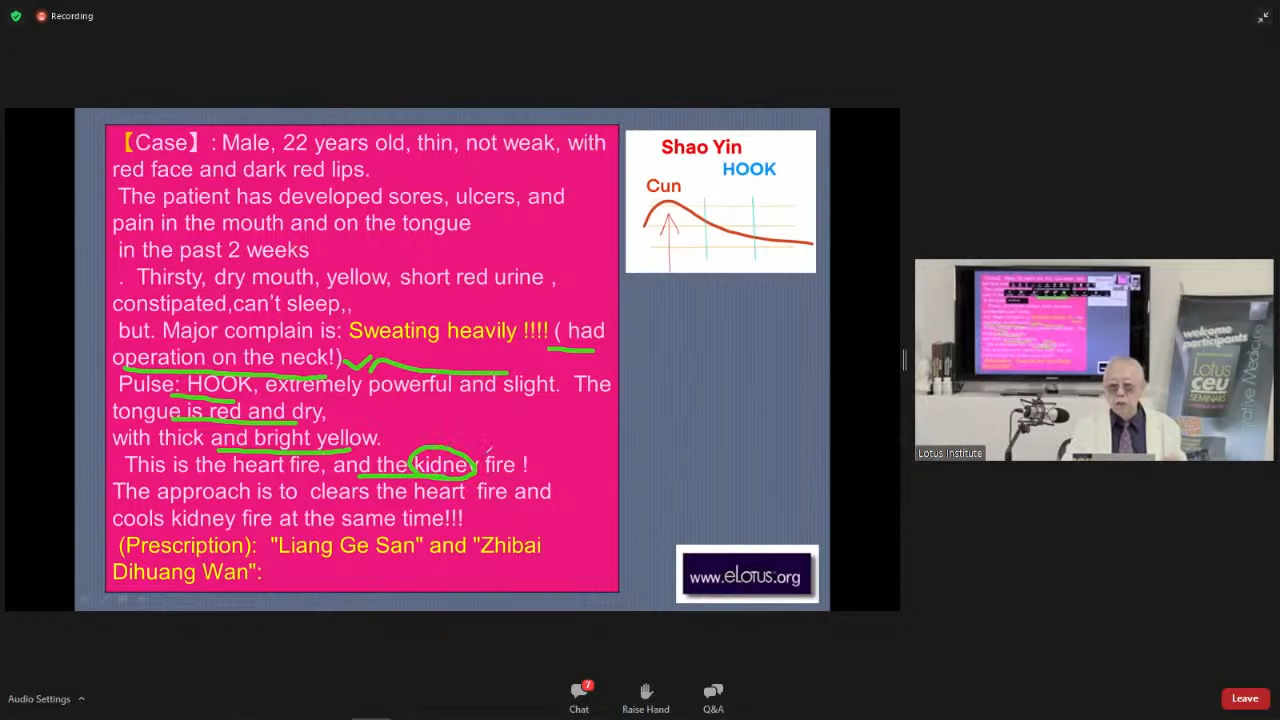 Recording
【Case】: Male, 22 years old, thin, not weak, with
red face and dark red lips.
The patient has developed sores, ulcers, and
pain in the mouth and on the tongue
in the past 2 weeks
. Thirsty, dry mouth, yellow, short red urine ,
constipated,can't sleep,,
but. Major complain is: Sweating heavily !!!! ( had
operation on the neck!)
Pulse: HOOK, extremely powerful and slight. The
tongue is red and dry,
with thick and bright yellow.
This is the heart fire, and the kidney fire !
The approach is to clears the heart fire and
cools kidney fire at the same time!!!
(Prescription): "Liang Ge San" and "Zhibai
Dihuang Wan":
Shao Yin
HOOK
Cun
www.eLOTUS.org
welcome
participants
Lotus
CEU
SEMINARS
Lotus Institute
Audio Settings
7
Chat
Raise Hand
Q&A
Leave